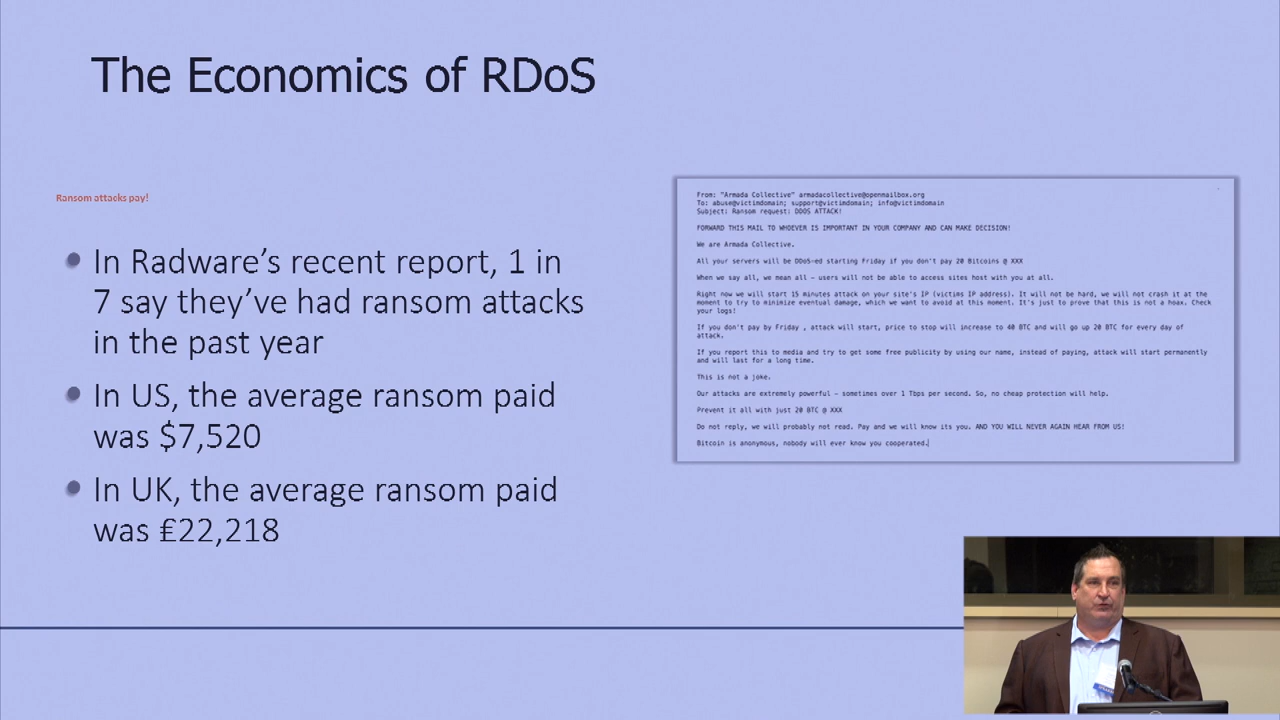 The Economics of RDoS
Ransom attacks pay!
In Radware's recent report, 1 in
7 say they've had ransom attacks
in the past year
In US, the average ransom paid
was $7,520
In UK, the average ransom paid
was £22,218
From: "Armada Collective" armadacollective@openmailbox.org
To: abuse@victimdomain; support@victimdomain; info@victimdomain
Subject: Ransom request: DDOS ATTACK!
FORWARD THIS MAIL TO WHOEVER IS IMPORTANT IN YOUR COMPANY AND CAN MAKE DECISION!
We are Armada Collective.
All your servers will be DDoS-ed starting Friday if you don't pay 20 Bitcoins @ XXX
When we say all, we mean all - users will not be able to access sites host with you at all.
Right now we will start 15 minutes attack on your site's IP (victims IP address). It will not be hard, we will not crash it at the
moment to try to minimize eventual damage, which we want to avoid at this moment. It's just to prove that this is not a hoax. Check
your logs!
If you don't pay by Friday , attack will start, price to stop will increase to 40 BTC and will go up 20 BTC for every day of
attack.
If you report this to media and try to get some free publicity by using our name, instead of paying, attack will start permanently
and will last for a long time.
This is not a joke.
Our attacks are extremely powerful - sometimes over 1 Tbps per second. So, no cheap protection will help.
Prevent it all with just 20 BTC @ XXX
Do not reply, we will probably not read. Pay and we will know its you. AND YOU WILL NEVER AGAIN HEAR FROM US!
Bitcoin is anonymous, nobody will ever know you cooperated.